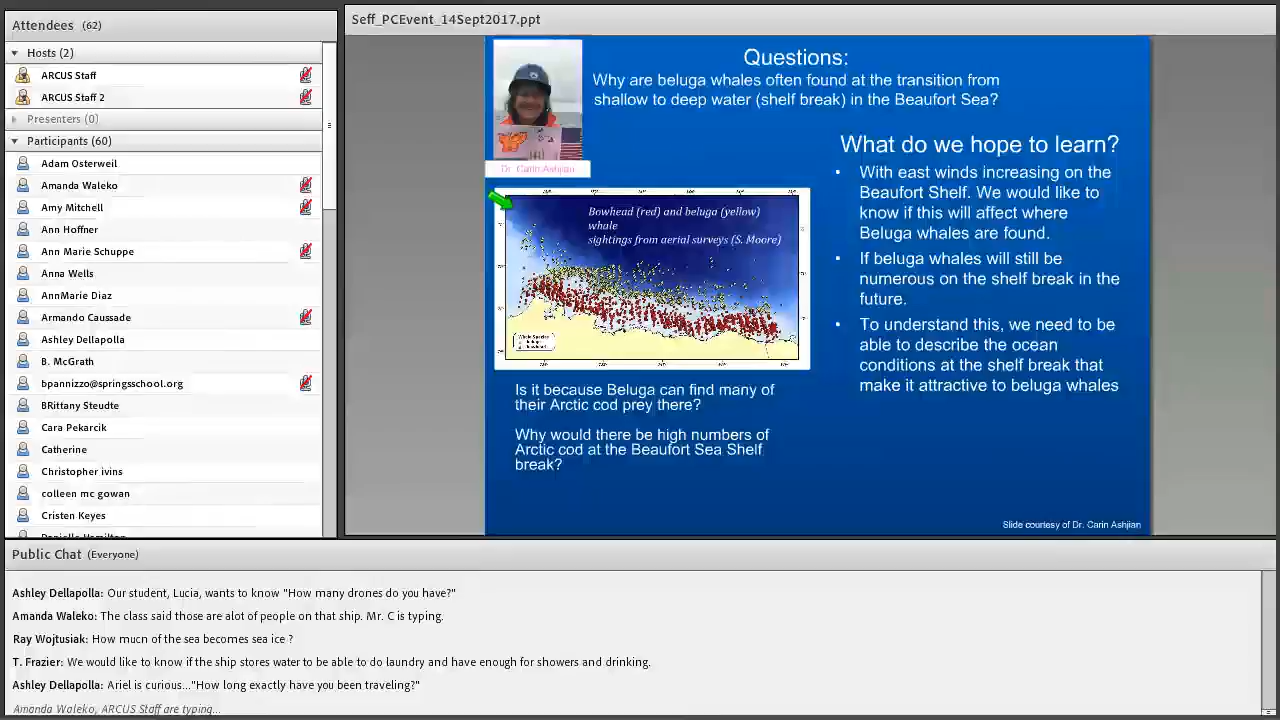 Attendees (62)
Hosts (2)
ARCUS Staff
ARCUS Staff 2
Presenters (0)
Participants (60)
Adam Osterweil
Amanda Waleko
Amy Mitchell
Ann Hoffner
Ann Marie Schuppe
Anna Wells
AnnMarie Diaz
Armando Caussade
Ashley Dellapolla
B. McGrath
bpannizzo@springsschool.org
BRittany Steudte
Cara Pekarcik
Catherine
Christopher ivins
colleen mc gowan
Cristen Keyes
Danielle Hamilton
Seff_PCEvent_14Sept2017.ppt
Questions:
Why are beluga whales often found at the transition from
shallow to deep water (shelf break) in the Beaufort Sea?
Dr. Carin Ashjian
Bowhead (red) and beluga (yellow)
whale
sightings from aerial surveys (S. Moore)
Is it because Beluga can find many of
their Arctic cod prey there?
Why would there be high numbers of
Arctic cod at the Beaufort Sea Shelf
break?
What do we hope to learn?
• With east winds increasing on the
Beaufort Shelf. We would like to
know if this will affect where
Beluga whales are found.
• If beluga whales will still be
numerous on the shelf break in the
future.
• To understand this, we need to be
able to describe the ocean
conditions at the shelf break that
make it attractive to beluga whales
Slide courtesy of Dr. Carin Ashjian
Public Chat (Everyone)
Ashley Dellapolla: Our student, Lucia, wants to know "How many drones do you have?"
Amanda Waleko: The class said those are alot of people on that ship. Mr. C is typing.
Ray Wojtusiak: How mucn of the sea becomes sea ice ?
T. Frazier: We would like to know if the ship stores water to be able to do laundry and have enough for showers and drinking.
Ashley Dellapolla: Ariel is curious..."How long exactly have you been traveling?"
Amanda Waleko, ARCUS Staff are typing...